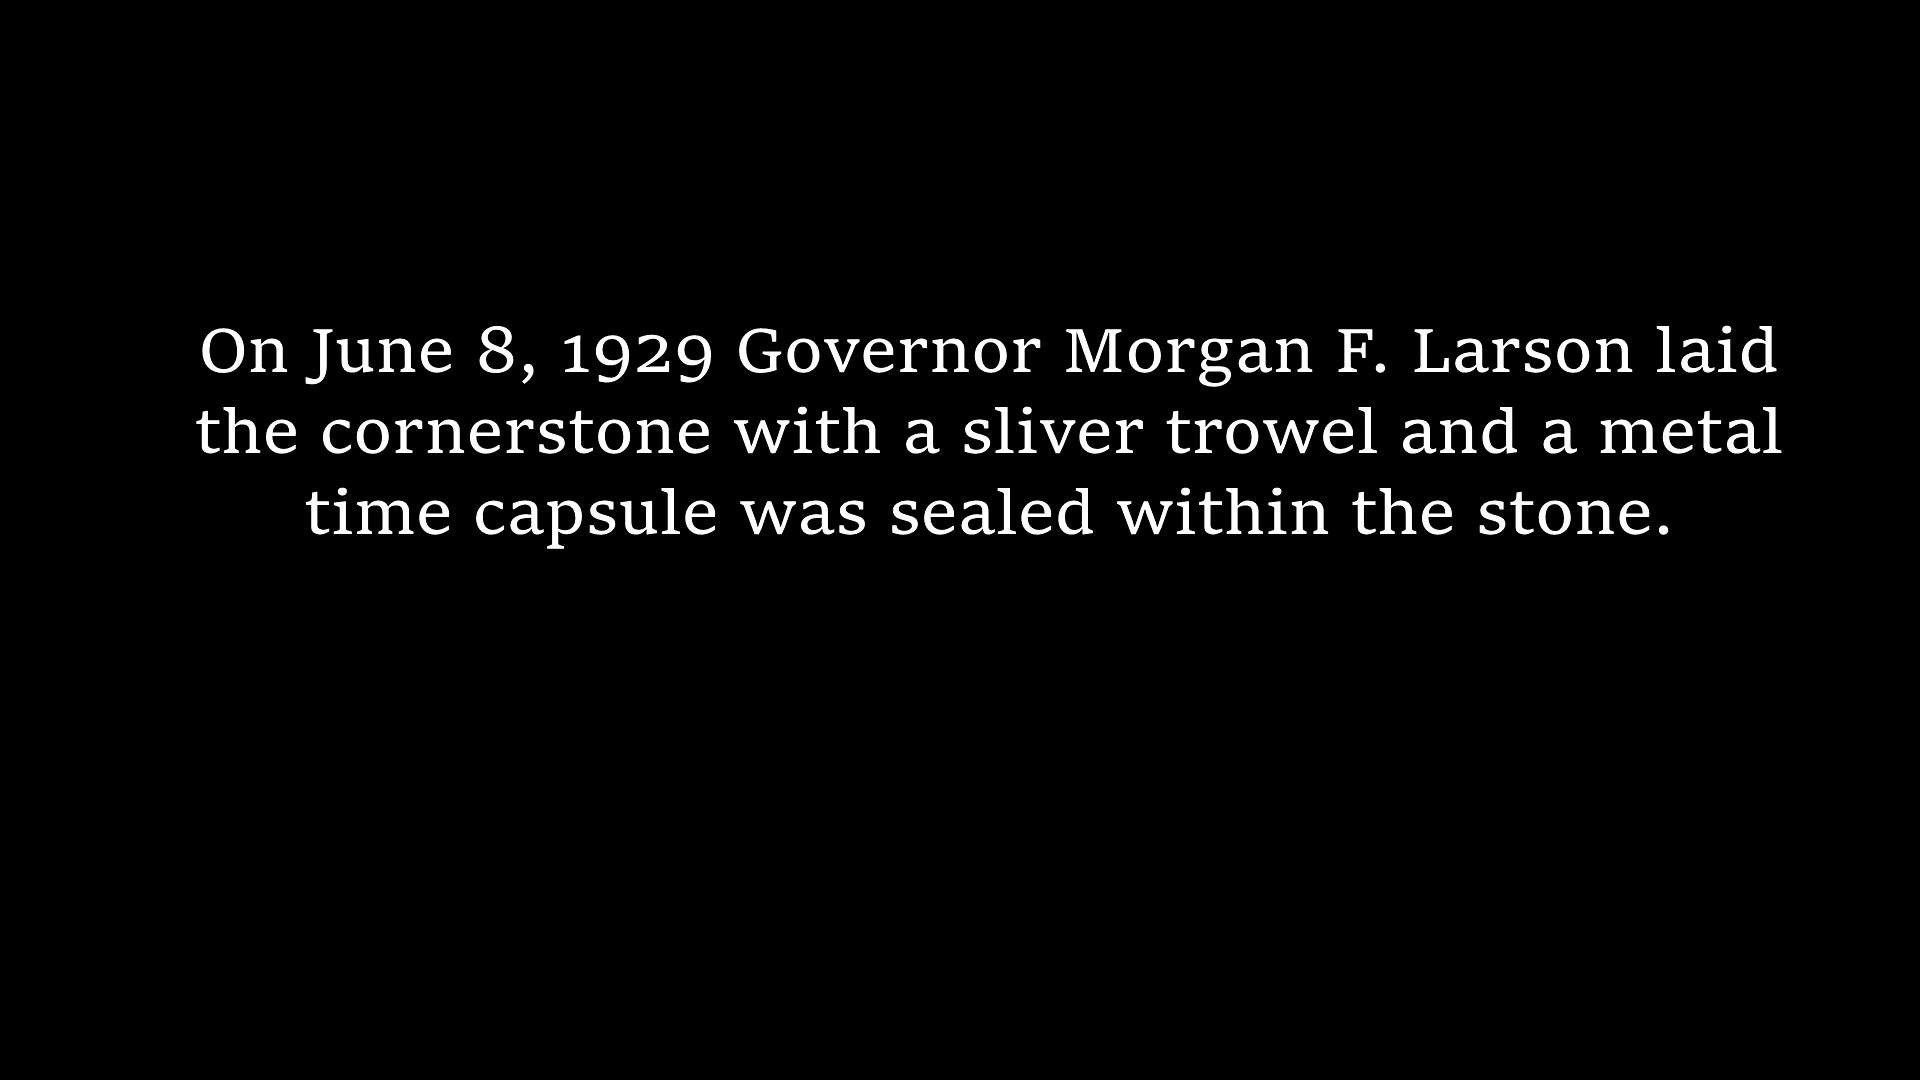 On June 8, 1929 Governor Morgan F. Larson laid
the cornerstone with a sliver trowel and a metal
time capsule was sealed within the stone.